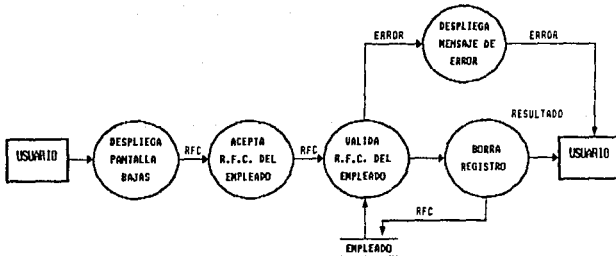 ERROR
DESPLIEGA
MENSAJE DE
ERROR
ERROR
USUARIO
DESPLIEGA
PANTALLA
BAJAS
RFC
ACEPTA
R.F.C. DEL
EMPLEADO
RFC
VALIDA
R.F.C. DEL
EMPLEADO
BORRA
REGISTRO
RESULTADO
USUARIO
RFC
EMPLEADO